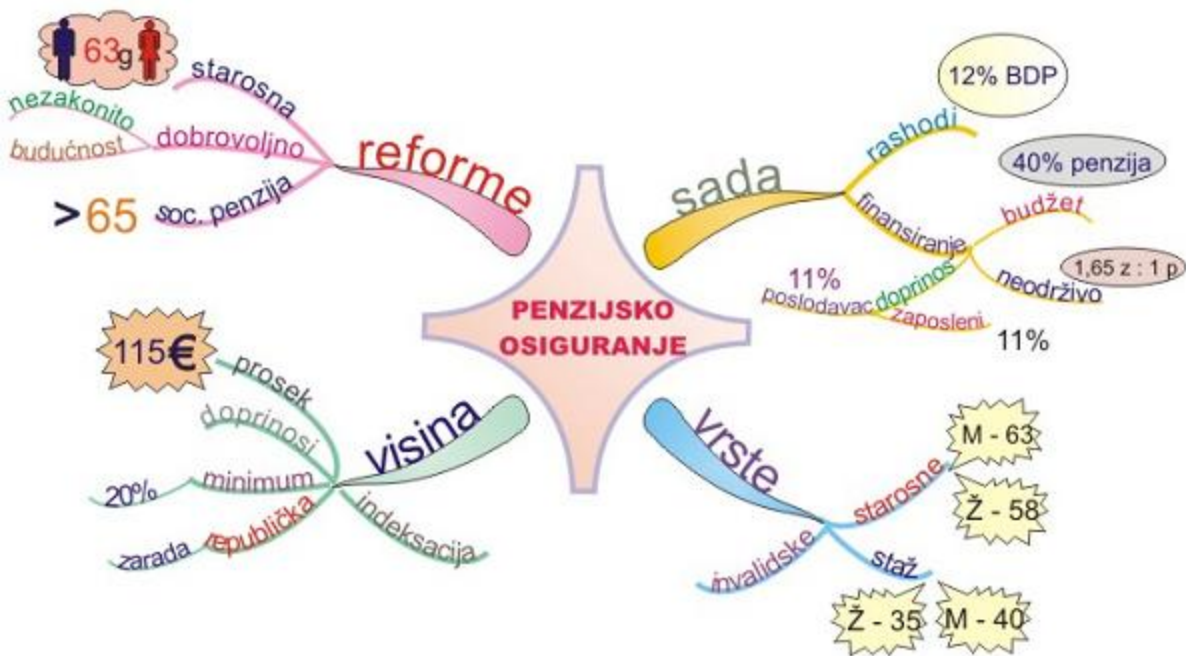 PENZIJSKO
OSIGURANJE
reforme
starosna
63g
dobrovoljno
nezakonito
budućnost
soc. penzija
> 65
sada
rashodi
12% BDP
finansiranje
budžet
40% penzija
neodrživo
1,65 z : 1 p
doprinos
poslodavac
11%
zaposleni
11%
visina
prosek
115€
doprinosi
minimum
20%
republička
zarada
indeksacija
vrste
starosne
M - 63
Ž - 58
staž
Ž - 35
M - 40
invalidske